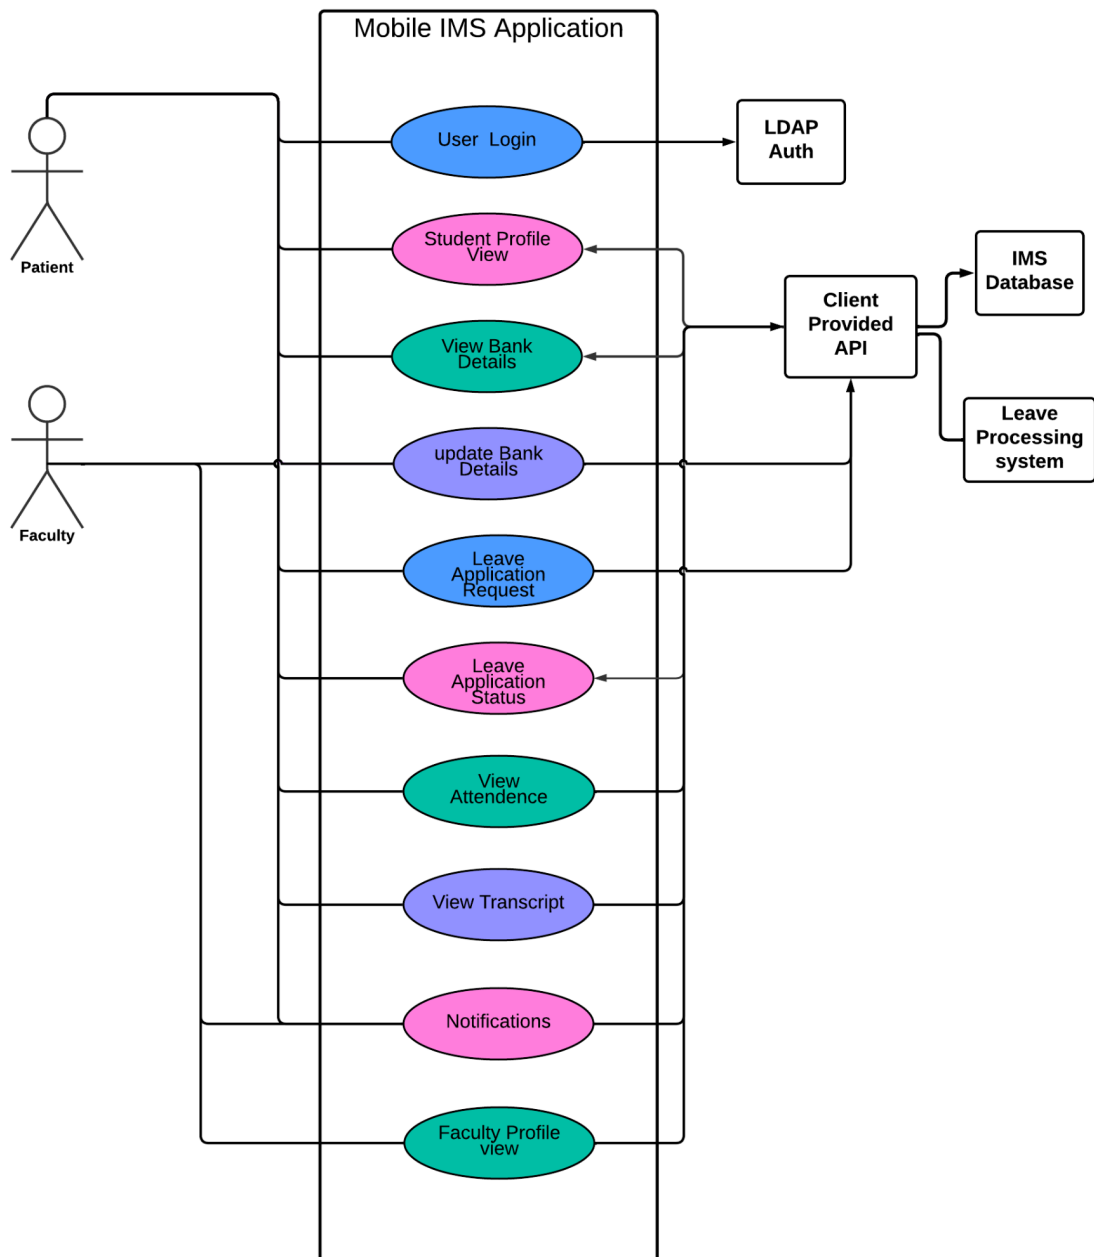 Mobile IMS Application
User  Login
LDAP
Auth
Patient
Student Profile
View
IMS
Database
Client
Provided
API
View Bank
Details
Leave
Processing
system
Faculty
update Bank
Details
Leave
Application
Request
Leave
Application
Status
View
Attendence
View Transcript
Notifications
Faculty Profile
view